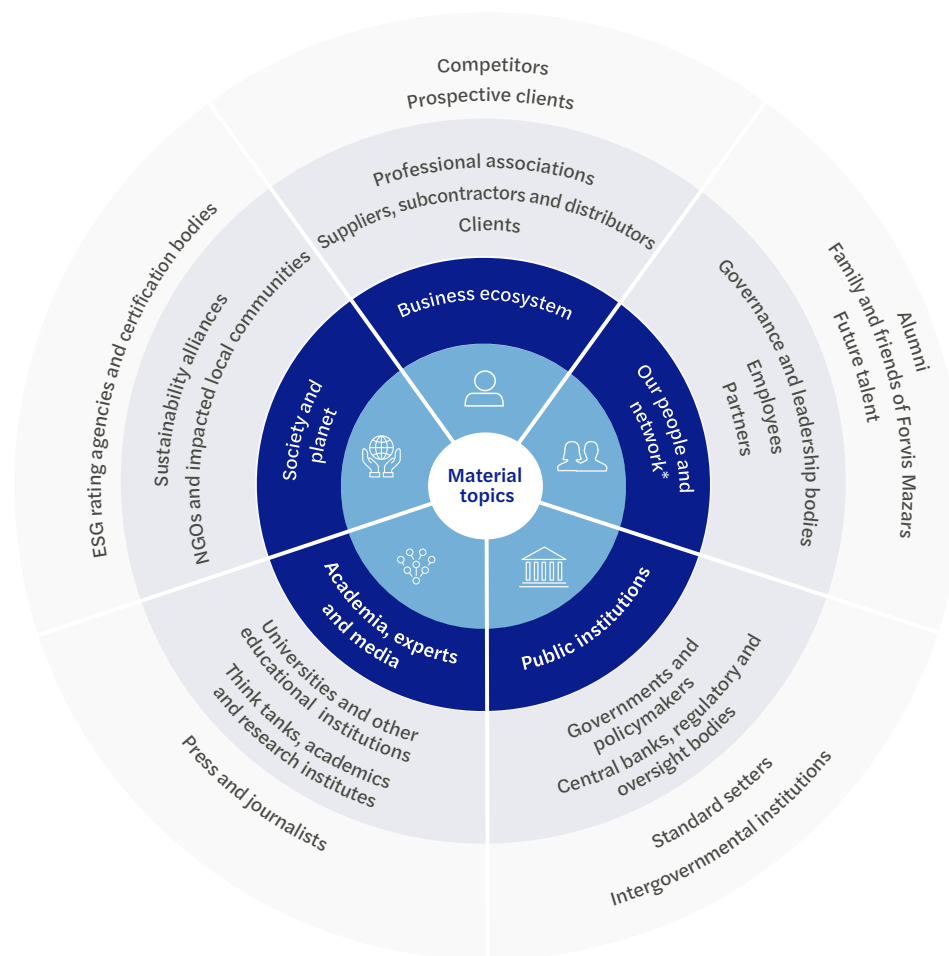 Competitors
Prospective clients
Professional associations
Suppliers, subcontractors and distributors
Clients
Business ecosystem
Alumni
Family and friends of Forvis Mazars
Future talent
Governance and leadership bodies
Employees
Partners
Our people and
network*
Material
topics
Society and
planet
ESG rating agencies and certification bodies
Sustainability alliances
NGOs and impacted local communities
Academia, experts
and media
Universities and other
educational institutions
Think tanks, academics
and research institutes
Press and journalists
Public institutions
Governments and
policymakers
Central banks, regulatory and
oversight bodies
Standard setters
Intergovernmental institutions